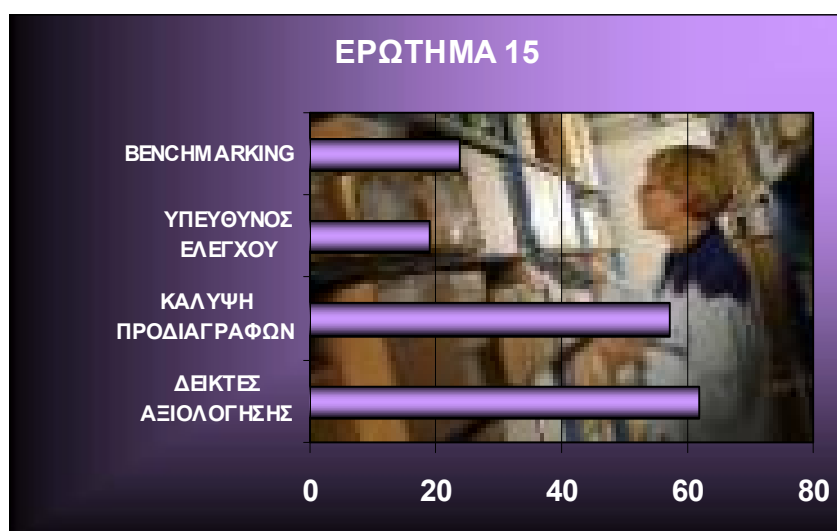 ΕΡΩΤΗΜΑ 15
BENCHMARKING
ΥΠΕΥΘΥΝΟΣ
ΕΛΕΓΧΟΥ
ΚΑΛΥΨΗ
ΠΡΟΔΙΑΓΡΑΦΩΝ
ΔΕΙΚΤΕΣ
ΑΞΙΟΛΟΓΗΣΗΣ
0 20 40 60 80